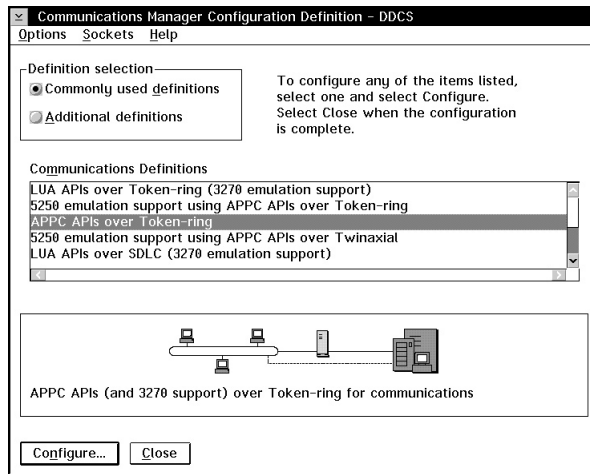 Communications Manager Configuration Definition - DDCS
Options Sockets Help
Definition selection
Commonly used definitions
Additional definitions
To configure any of the items listed,
select one and select Configure.
Select Close when the configuration
is complete.
Communications Definitions
LUA APIs over Token-ring (3270 emulation support)
5250 emulation support using APPC APIs over Token-ring
APPC APIs over Token-ring
5250 emulation support using APPC APIs over Twinaxial
LUA APIs over SDLC (3270 emulation support)
APPC APIs (and 3270 support) over Token-ring for communications
Configure... Close